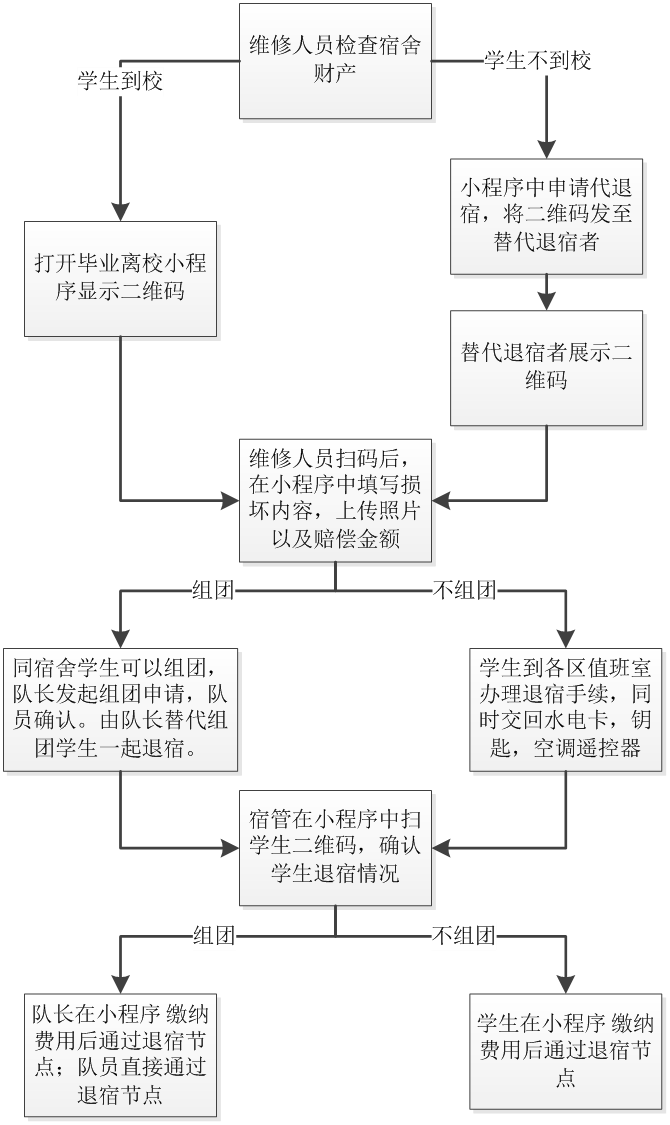 维修人员检查宿舍
财产
学生到校
学生不到校
小程序中申请代退
宿，将二维码发至
替代退宿者
打开毕业离校小程
序显示二维码
替代退宿者展示二
维码
维修人员扫码后，
在小程序中填写损
坏内容，上传照片
以及赔偿金额
组团
不组团
同宿舍学生可以组团，
队长发起组团申请，队
员确认。由队长替代组
团学生一起退宿。
学生到各区值班室
办理退宿手续，同
时交回水电卡，钥
匙，空调遥控器
宿管在小程序中扫
学生二维码，确认
学生退宿情况
组团
不组团
队长在小程序 缴纳
费用后通过退宿节
点；队员直接通过
退宿节点
学生在小程序 缴纳
费用后通过退宿节
点